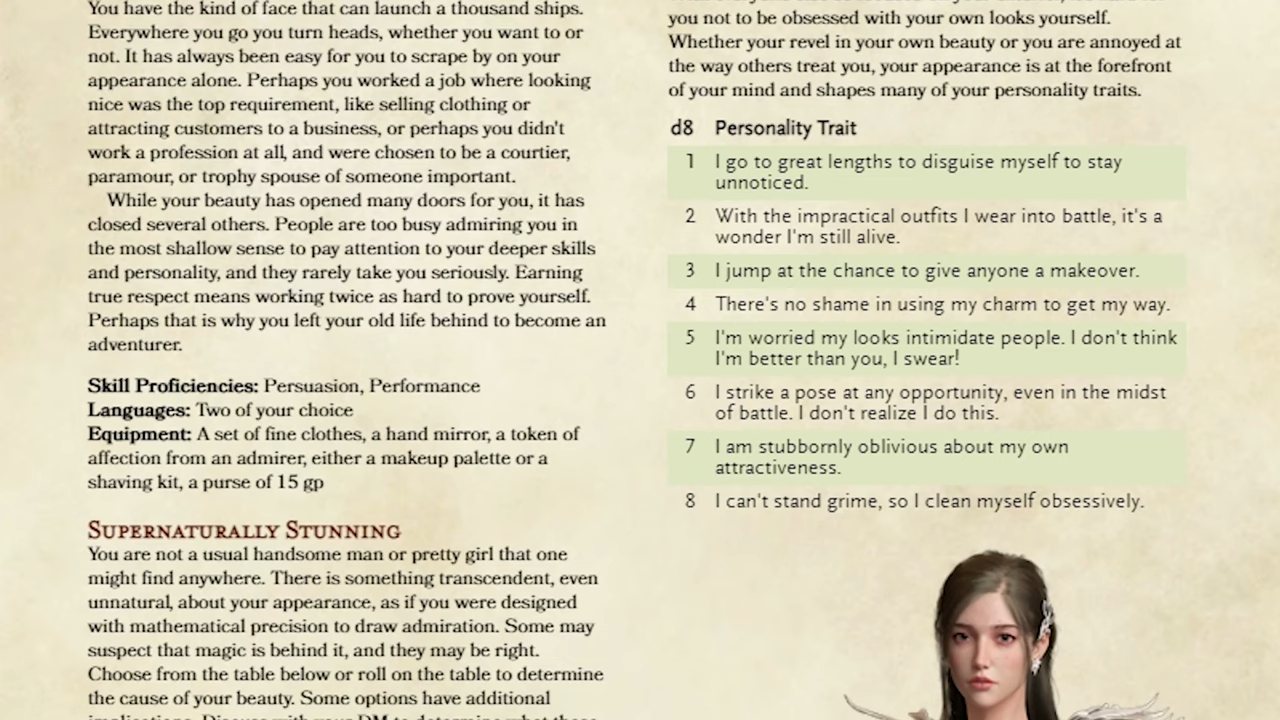 You have the kind of face that can launch a thousand ships.
Everywhere you go you turn heads, whether you want to or
not. It has always been easy for you to scrape by on your
appearance alone. Perhaps you worked a job where looking
nice was the top requirement, like selling clothing or
attracting customers to a business, or perhaps you didn't
work a profession at all, and were chosen to be a courtier,
paramour, or trophy spouse of someone important.
While your beauty has opened many doors for you, it has
closed several others. People are too busy admiring you in
the most shallow sense to pay attention to your deeper skills
and personality, and they rarely take you seriously. Earning
true respect means working twice as hard to prove yourself.
Perhaps that is why you left your old life behind to become an
adventurer.
Skill Proficiencies: Persuasion, Performance
Languages: Two of your choice
Equipment: A set of fine clothes, a hand mirror, a token of
affection from an admirer, either a makeup palette or a
shaving kit, a purse of 15 gp
Supernaturally Stunning
You are not a usual handsome man or pretty girl that one
might find anywhere. There is something transcendent, even
unnatural, about your appearance, as if you were designed
with mathematical precision to draw admiration. Some may
suspect that magic is behind it, and they may be right.
Choose from the table below or roll on the table to determine
the cause of your beauty. Some options have additional
you not to be obsessed with your own looks yourself.
Whether your revel in your own beauty or you are annoyed at
the way others treat you, your appearance is at the forefront
of your mind and shapes many of your personality traits.
d8 Personality Trait
1 I go to great lengths to disguise myself to stay
unnoticed.
2 With the impractical outfits I wear into battle, it's a
wonder I'm still alive.
3 I jump at the chance to give anyone a makeover.
4 There's no shame in using my charm to get my way.
5 I'm worried my looks intimidate people. I don't think
I'm better than you, I swear!
6 I strike a pose at any opportunity, even in the midst
of battle. I don't realize I do this.
7 I am stubbornly oblivious about my own
attractiveness.
8 I can't stand grime, so I clean myself obsessively.